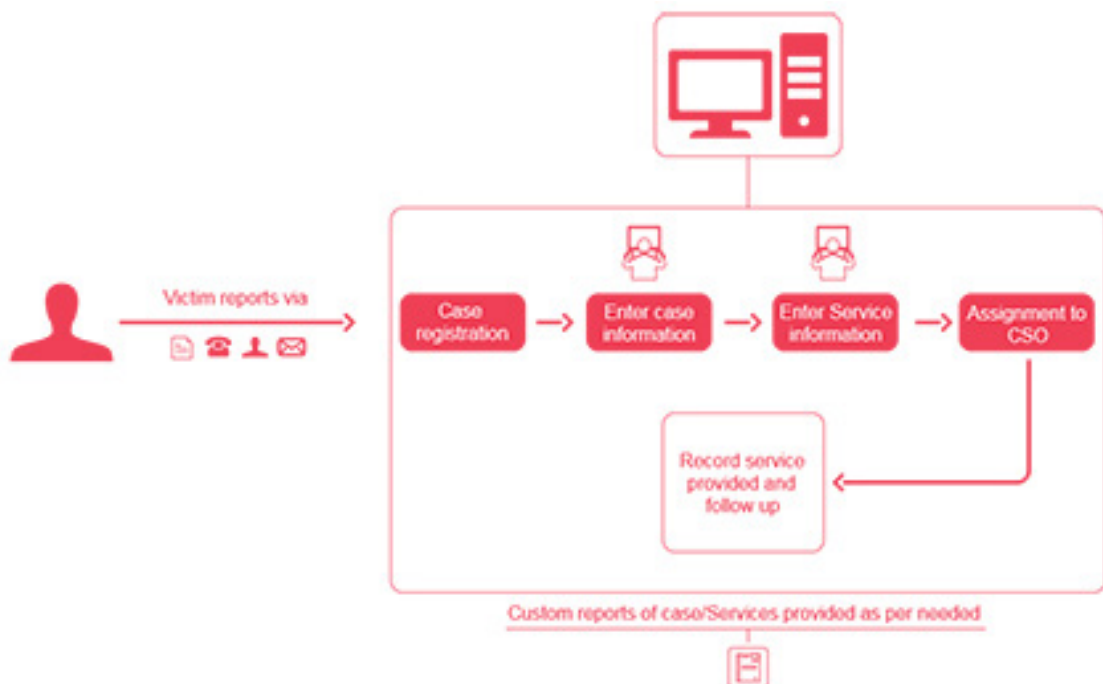 Victim reports via
Case
registration
Enter case
information
Enter Service
information
Assignment to
CSO
Record service
provided and
follow up
Custom reports of case/Services provided as per needed